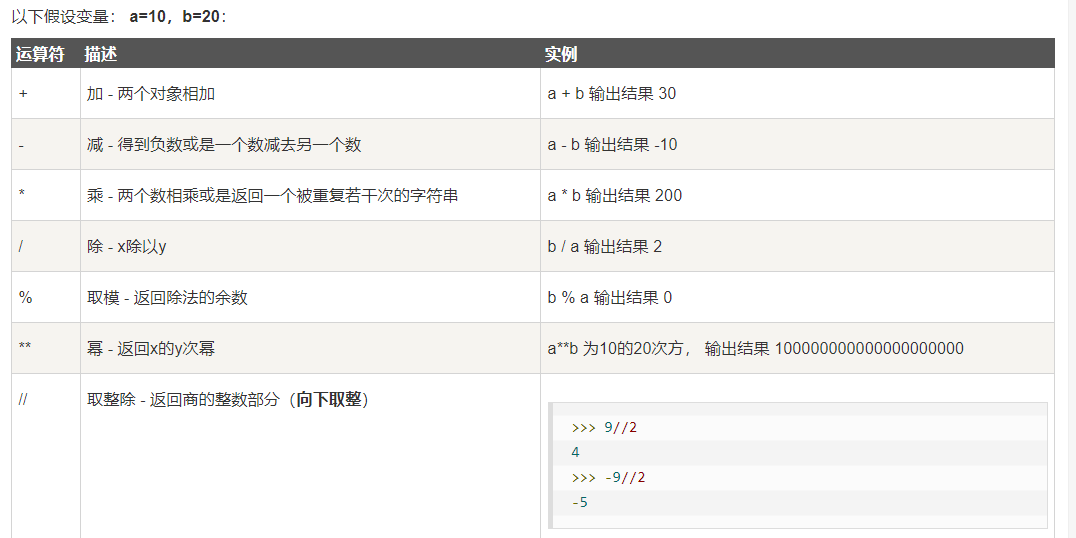 以下假设变量： a=10，b=20：
运算符 描述 实例
+ 加 - 两个对象相加 a + b 输出结果 30
- 减 - 得到负数或是一个数减去另一个数 a - b 输出结果 -10
* 乘 - 两个数相乘或是返回一个被重复若干次的字符串 a * b 输出结果 200
/ 除 - x除以y b / a 输出结果 2
% 取模 - 返回除法的余数 b % a 输出结果 0
** 幂 - 返回x的y次幂 a**b 为10的20次方， 输出结果 100000000000000000000
// 取整除 - 返回商的整数部分（向下取整）
>>> 9//2
4
>>> -9//2
-5